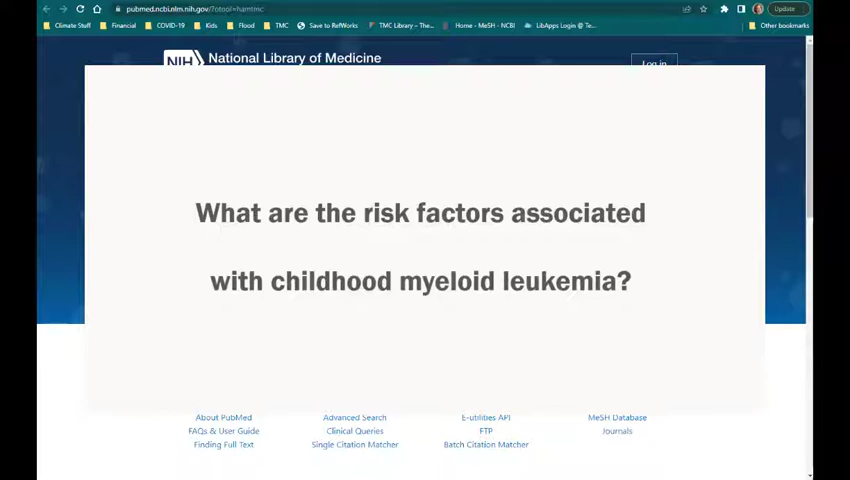 pubmed.ncbi.nlm.nih.gov/?otool=hamtmc
Update
Climate Stuff Financial COVID-19 Kids Flood TMC Save to RefWorks TMC Library – The... Home - MeSH - NCBI LibApps Login @ Te... Other bookmarks
NIH National Library of Medicine
Log in
What are the risk factors associated
with childhood myeloid leukemia?
About PubMed Advanced Search E-utilities API MeSH Database
FAQs & User Guide Clinical Queries FTP Journals
Finding Full Text Single Citation Matcher Batch Citation Matcher